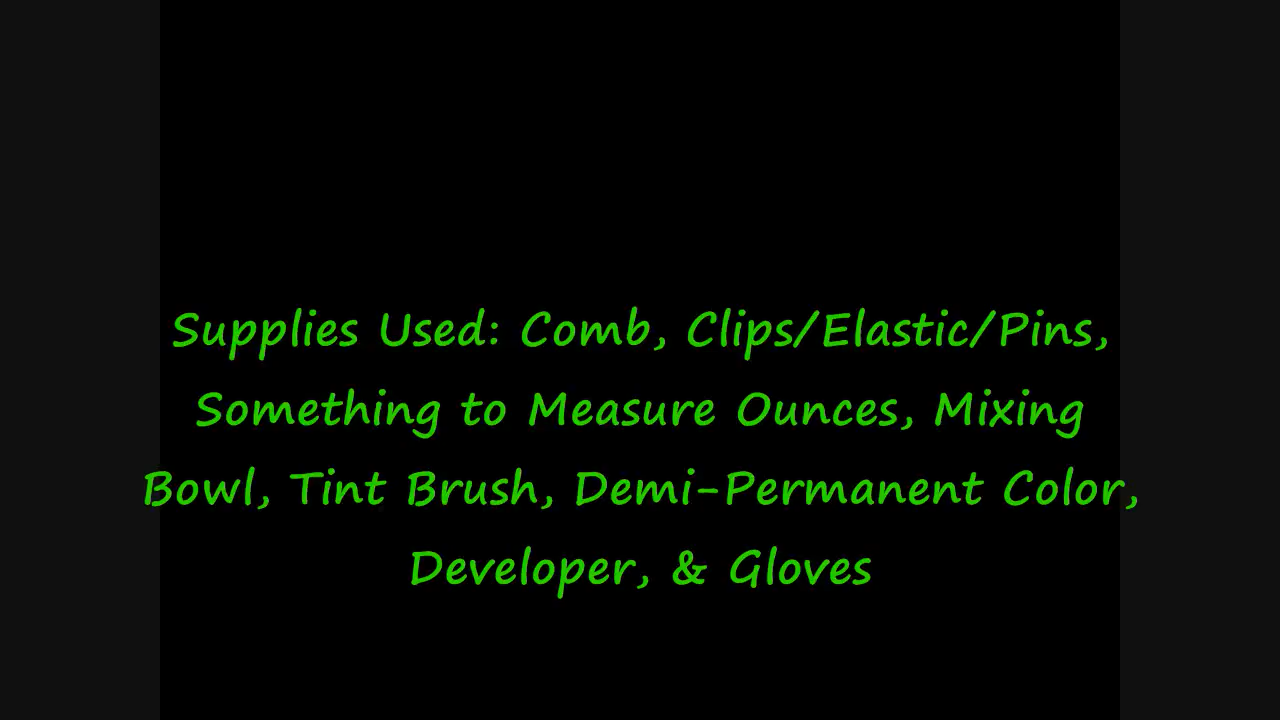 Supplies Used: Comb, Clips/Elastic/Pins,
Something to Measure Ounces, Mixing
Bowl, Tint Brush, Demi-Permanent Color,
Developer, & Gloves